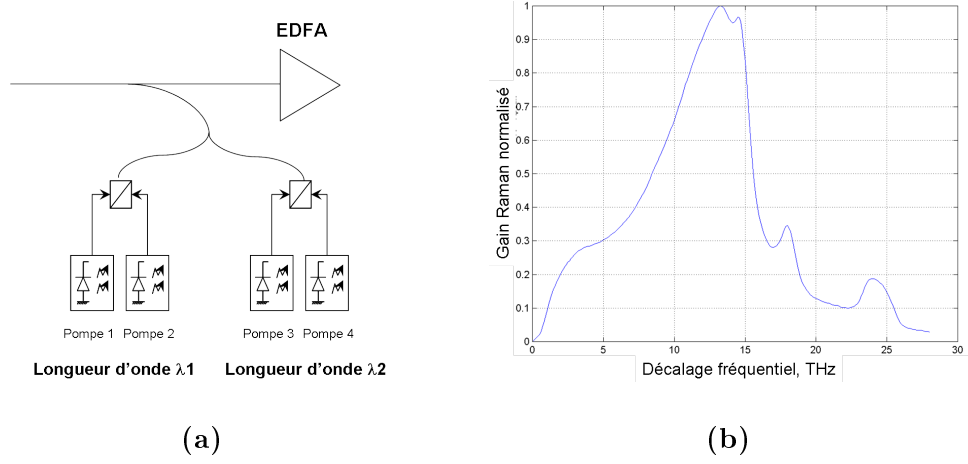 EDFA
Pompe 1 Pompe 2 Pompe 3 Pompe 4
Longueur d'onde λ1 Longueur d'onde λ2
(a)
Gain Raman normalisé
1
0.9
0.8
0.7
0.6
0.5
0.4
0.3
0.2
0.1
0
0 5 10 15 20 25 30
Décalage fréquentiel, THz
(b)